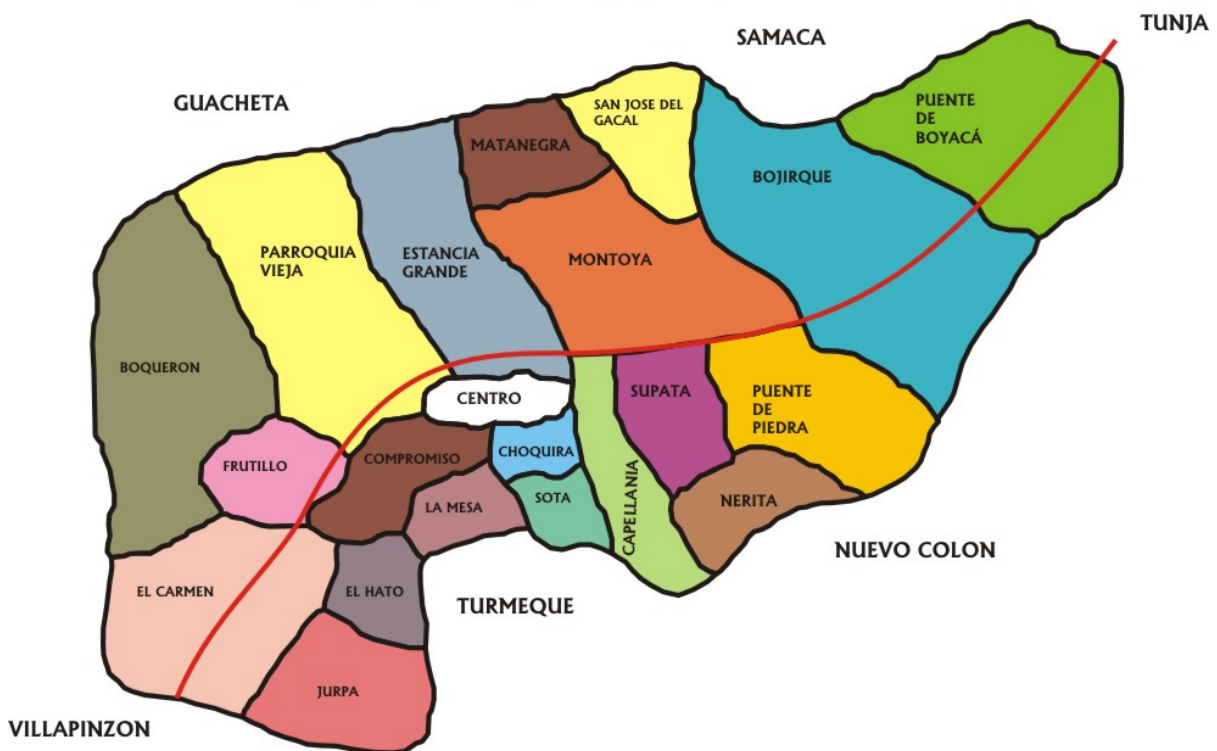 TUNJA
SAMACA
GUACHETA
PUENTE
DE
BOYACÁ
SAN JOSE DEL
GACAL
MATANEGRA
BOJIRQUE
PARROQUIA
VIEJA
ESTANCIA
GRANDE
MONTOYA
BOQUERON
CENTRO
SUPATA
PUENTE
DE
PIEDRA
FRUTILLO
COMPROMISO
CHOQUIRA
LA MESA
SOTA
CAPELLANIA
NERITA
NUEVO COLON
EL CARMEN
EL HATO
TURMEQUE
JURPA
VILLAPINZON